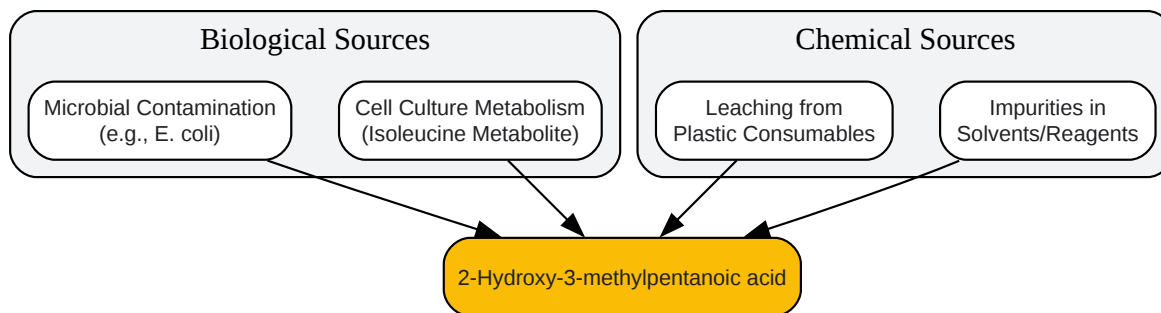 Biological Sources
Microbial Contamination
(e.g., E. coli)
Cell Culture Metabolism
(Isoleucine Metabolite)
Chemical Sources
Leaching from
Plastic Consumables
Impurities in
Solvents/Reagents
2-Hydroxy-3-methylpentanoic acid